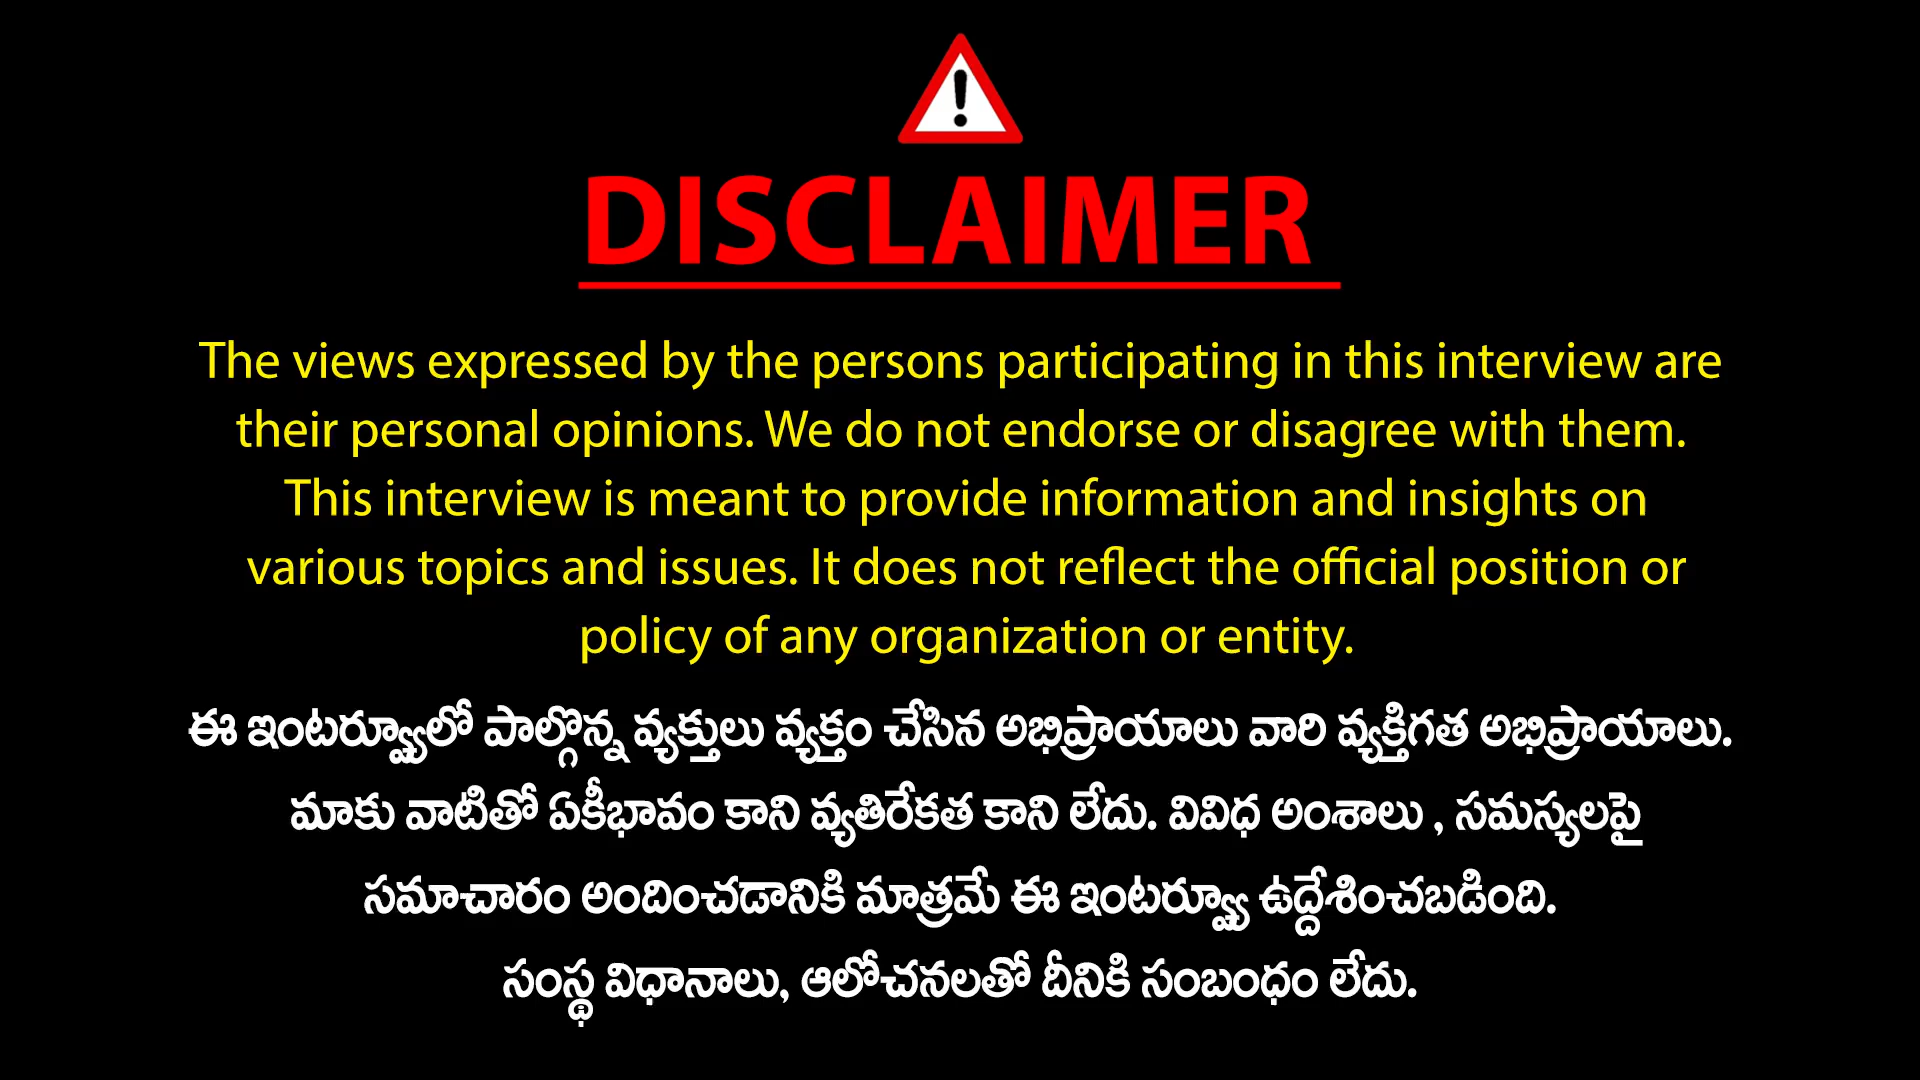 DISCLAIMER
The views expressed by the persons participating in this interview are
their personal opinions. We do not endorse or disagree with them.
This interview is meant to provide information and insights on
various topics and issues. It does not reflect the official position or
policy of any organization or entity.
ఈ ఇంటర్వ్యూలో పాల్గొన్న వ్యక్తులు వ్యక్తం చేసిన అభిప్రాయాలు వారి వ్యక్తిగత అభిప్రాయాలు.
మాకు వాటితో ఏకీభావం కాని వ్యతిరేకత కాని లేదు. వివిధ అంశాలు , సమస్యలపై
సమాచారం అందించడానికి మాత్రమే ఈ ఇంటర్వ్యూ ఉద్దేశించబడింది.
సంస్థ విధానాలు, ఆలోచనలతో దీనికి సంబంధం లేదు.